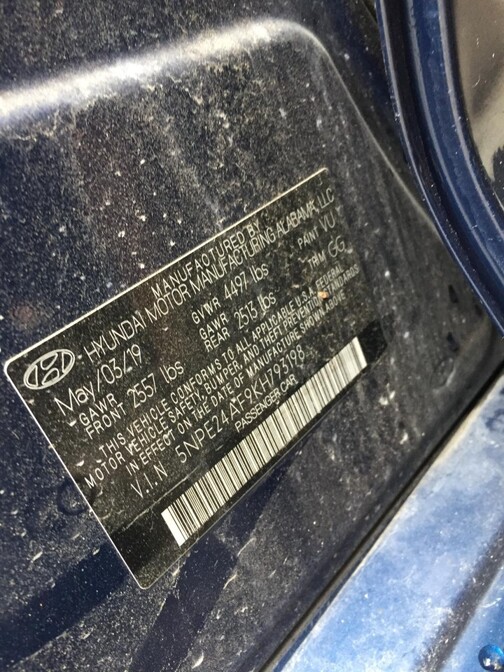 MANUFACTURED BY
HYUNDAI MOTOR MANUFACTURING ALABAMA, LLC
May/03/19 GVWR 4497 lbs PAINT VU
GAWR FRONT 2557 lbs GAWR REAR 2513 lbs TRIM GG
THIS VEHICLE CONFORMS TO ALL APPLICABLE U.S.A. FEDERAL
MOTOR VEHICLE SAFETY, BUMPER, AND THEFT PREVENTION STANDARDS
IN EFFECT ON THE DATE OF MANUFACTURE SHOWN ABOVE.
V.I.N 5NPE24AF9KH793198
PASSENGER CAR